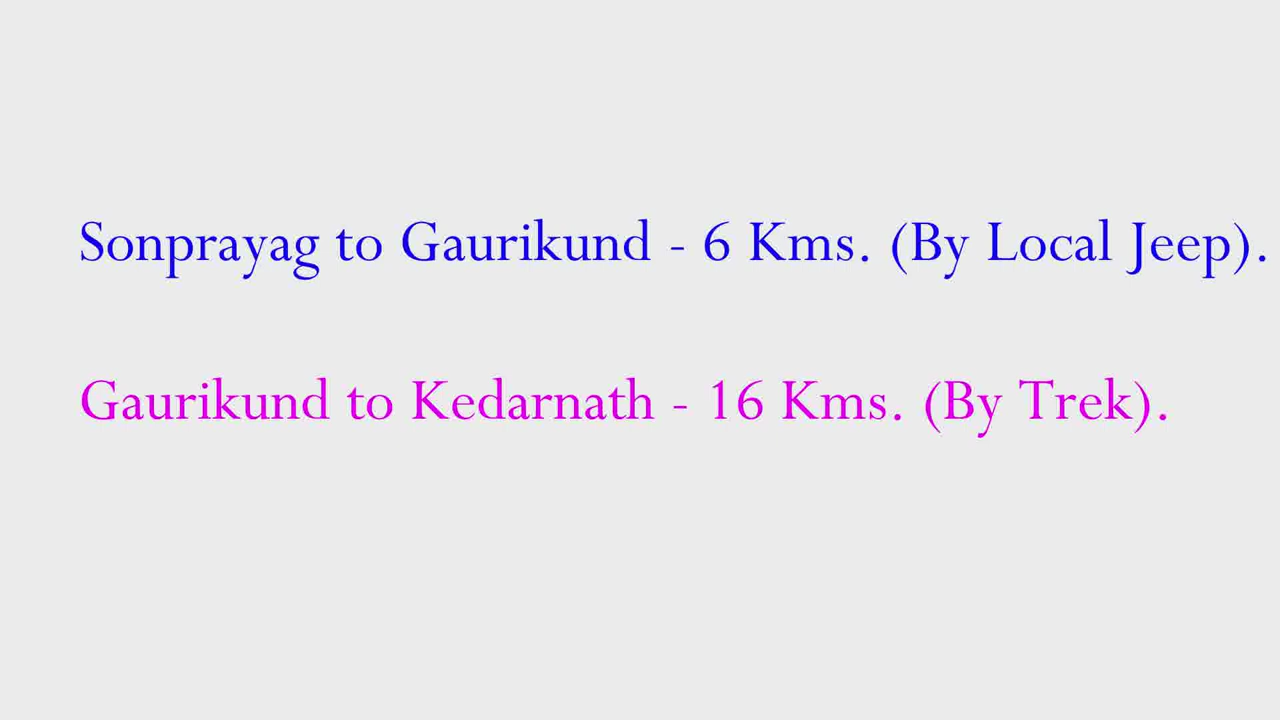 Sonprayag to Gaurikund - 6 Kms. (By Local Jeep).
Gaurikund to Kedarnath - 16 Kms. (By Trek).